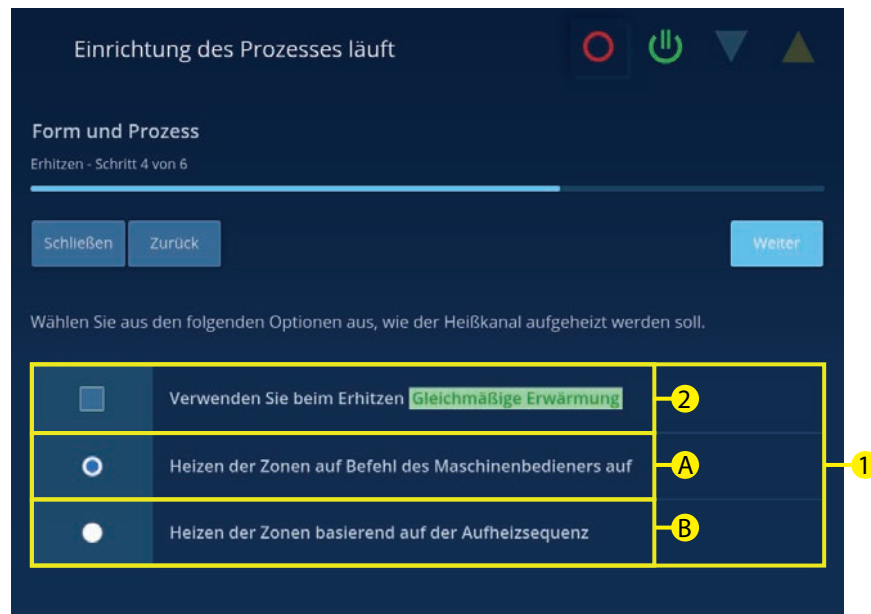 Einrichtung des Prozesses läuft
Form und Prozess
Erhitzen - Schritt 4 von 6
Schließen Zurück Weiter
Wählen Sie aus den folgenden Optionen aus, wie der Heißkanal aufgeheizt werden soll.
Verwenden Sie beim Erhitzen Gleichmäßige Erwärmung 2
Heizen der Zonen auf Befehl des Maschinenbedieners auf A 1
Heizen der Zonen basierend auf der Aufheizsequenz B